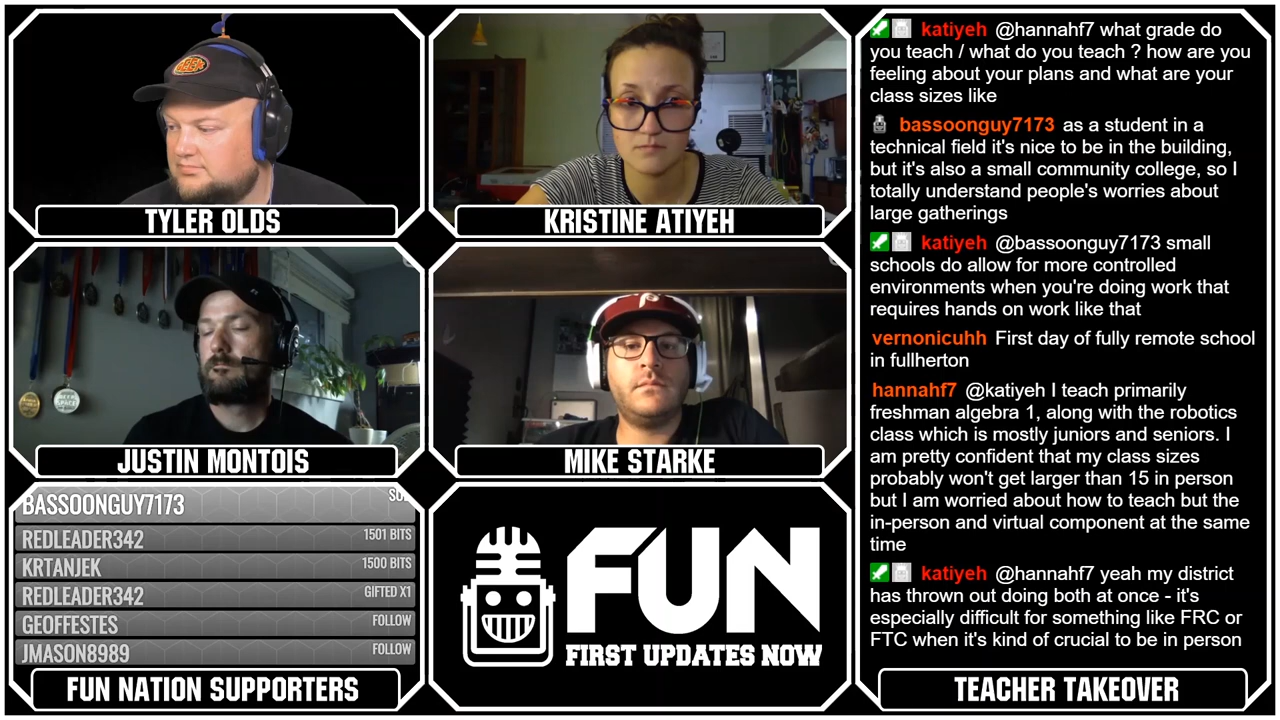 TYLER OLDS
KRISTINE ATIYEH
JUSTIN MONTOIS
MIKE STARKE
BASSOONGUY7173
REDLEADER342 1501 BITS
KRTANJEK 1500 BITS
REDLEADER342 GIFTED X1
GEOFFESTES FOLLOW
JMASON8989 FOLLOW
FUN NATION SUPPORTERS
FUN
FIRST UPDATES NOW
katiyeh @hannahf7 what grade do
you teach / what do you teach ? how are you
feeling about your plans and what are your
class sizes like
bassoonguy7173 as a student in a
technical field it's nice to be in the building,
but it's also a small community college, so I
totally understand people's worries about
large gatherings
katiyeh @bassoonguy7173 small
schools do allow for more controlled
environments when you're doing work that
requires hands on work like that
vernonicuhh First day of fully remote school
in fullherton
hannahf7 @katiyeh I teach primarily
freshman algebra 1, along with the robotics
class which is mostly juniors and seniors. I
am pretty confident that my class sizes
probably won't get larger than 15 in person
but I am worried about how to teach but the
in-person and virtual component at the same
time
katiyeh @hannahf7 yeah my district
has thrown out doing both at once - it's
especially difficult for something like FRC or
FTC when it's kind of crucial to be in person
TEACHER TAKEOVER